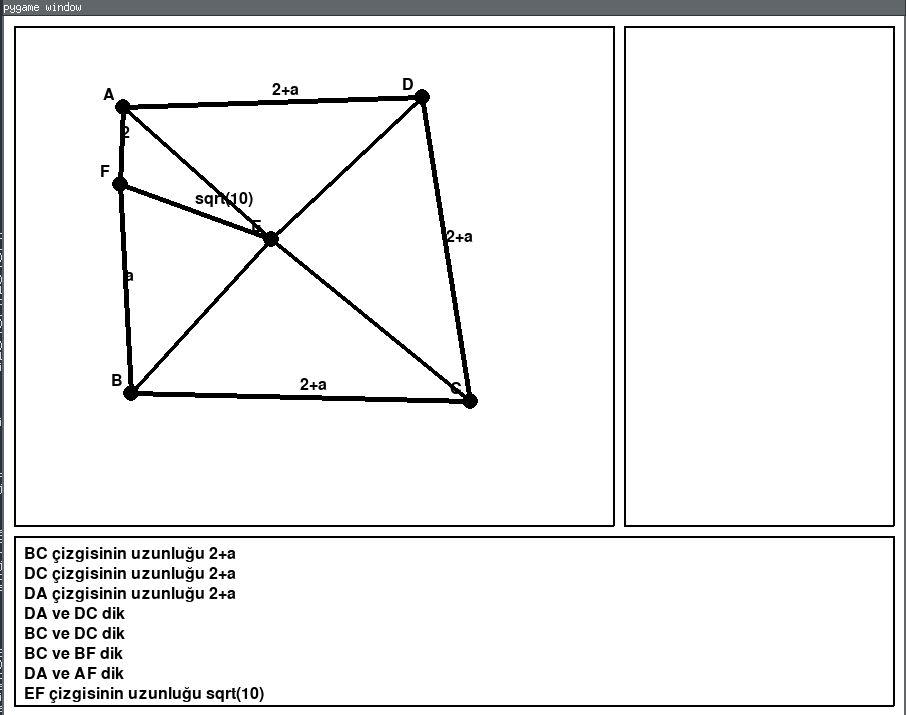 pygame window
A
D
2+a
2
F
sqrt(10)
E
2+a
a
B
2+a
C
BC çizgisinin uzunluğu 2+a
DC çizgisinin uzunluğu 2+a
DA çizgisinin uzunluğu 2+a
DA ve DC dik
BC ve DC dik
BC ve BF dik
DA ve AF dik
EF çizgisinin uzunluğu sqrt(10)